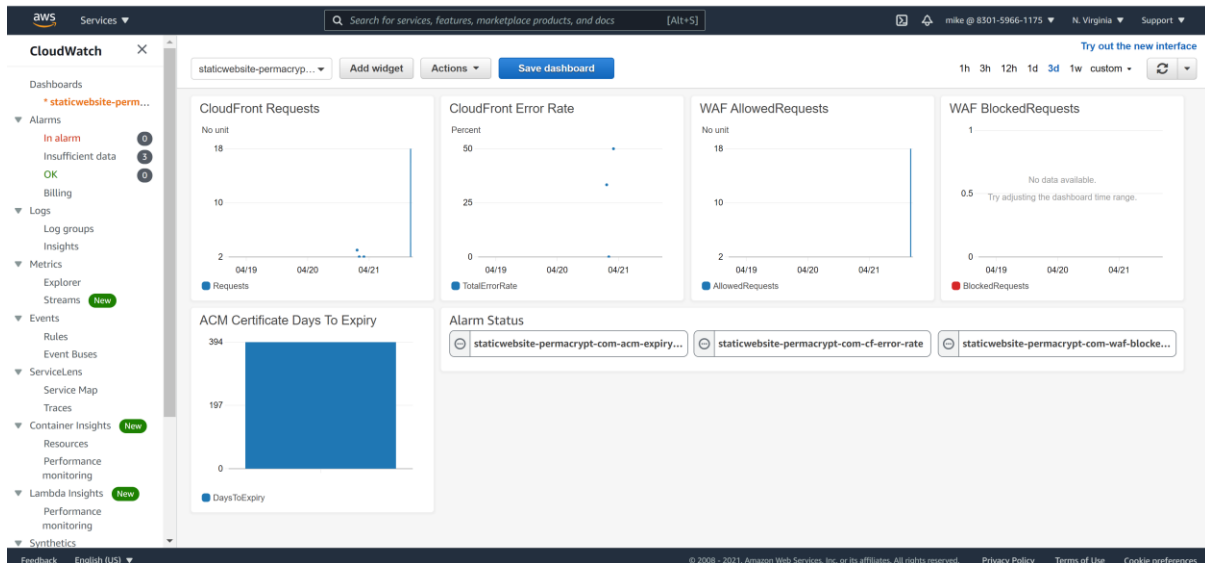 aws Services ▼ Search for services, features, marketplace products, and docs [Alt+S] mike @ 8301-5966-1175 ▼ N. Virginia ▼ Support ▼
CloudWatch ×
Dashboards
* staticwebsite-perm...
Alarms
In alarm 0
Insufficient data 3
OK 0
Billing
Logs
Log groups
Insights
Metrics
Explorer
Streams New
Events
Rules
Event Buses
ServiceLens
Service Map
Traces
Container Insights New
Resources
Performance
monitoring
Lambda Insights New
Performance
monitoring
Synthetics
Try out the new interface
staticwebsite-permacryp... Add widget Actions Save dashboard 1h 3h 12h 1d 3d 1w custom
CloudFront Requests
No unit
18
10
2
04/19 04/20 04/21
Requests
CloudFront Error Rate
Percent
50
25
0
04/19 04/20 04/21
TotalErrorRate
WAF AllowedRequests
No unit
18
10
2
04/19 04/20 04/21
AllowedRequests
WAF BlockedRequests
1
No data available.
0.5
Try adjusting the dashboard time range.
0
04/19 04/20 04/21
BlockedRequests
ACM Certificate Days To Expiry
394
197
0
DaysToExpiry
Alarm Status
staticwebsite-permacrypt-com-acm-expiry... staticwebsite-permacrypt-com-cf-error-rate staticwebsite-permacrypt-com-waf-blocke...
Feedback English (US) ▼ © 2008 - 2021, Amazon Web Services, Inc. or its affiliates. All rights reserved. Privacy Policy Terms of Use Cookie preferences